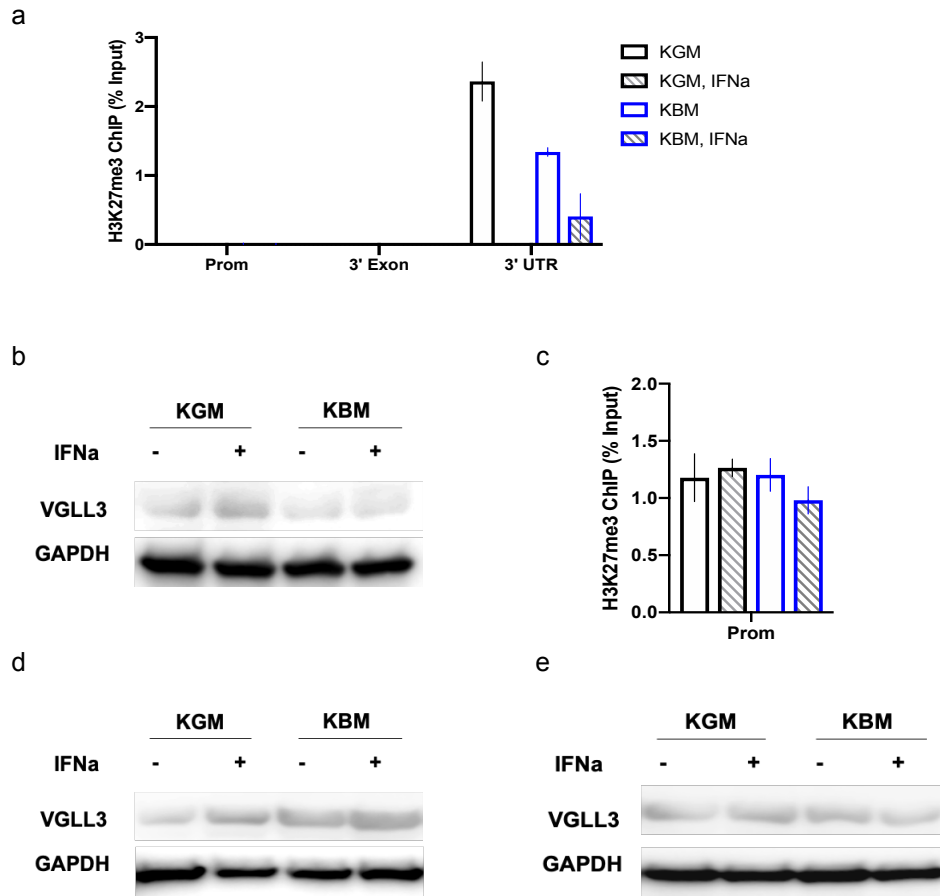 a
H3K27me3 ChIP (% Input)
3
2
1
0
Prom 3' Exon 3' UTR
KGM
KGM, IFNa
KBM
KBM, IFNa
b
KGM KBM
IFNa - + - +
VGLL3
GAPDH
c
H3K27me3 ChIP (% Input)
2.0
1.5
1.0
0.5
0.0
Prom
d
KGM KBM
IFNa - + - +
VGLL3
GAPDH
e
KGM KBM
IFNa - + - +
VGLL3
GAPDH